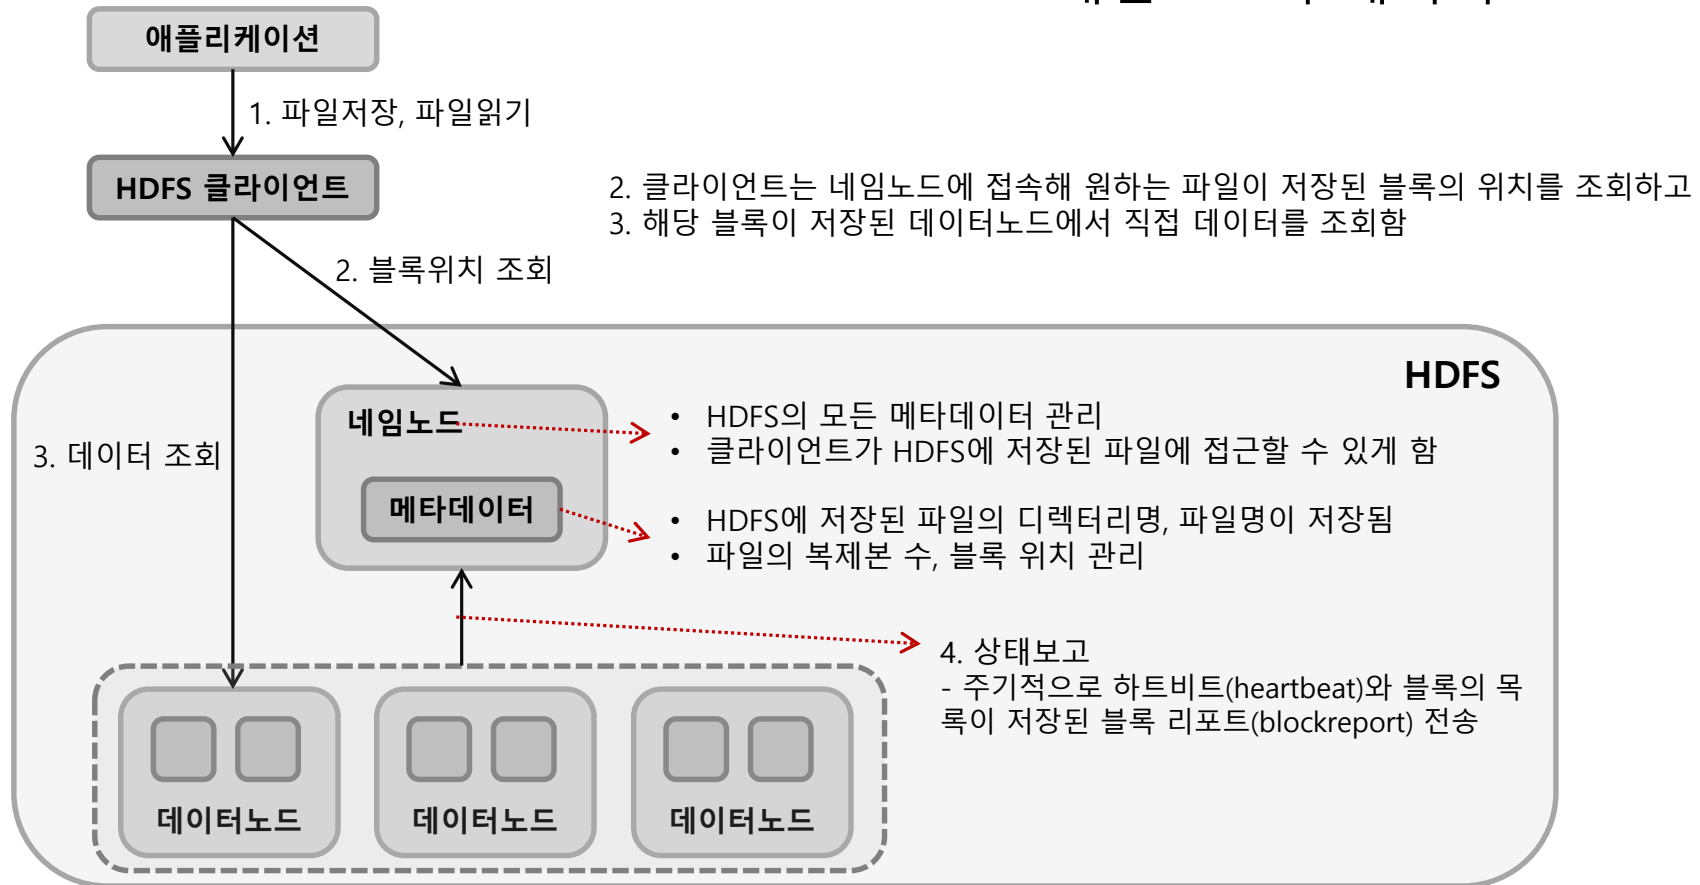 애플리케이션
1. 파일저장, 파일읽기
HDFS 클라이언트
2. 클라이언트는 네임노드에 접속해 원하는 파일이 저장된 블록의 위치를 조회하고
3. 해당 블록이 저장된 데이터노드에서 직접 데이터를 조회함
2. 블록위치 조회
HDFS
네임노드
• HDFS의 모든 메타데이터 관리
• 클라이언트가 HDFS에 저장된 파일에 접근할 수 있게 함
3. 데이터 조회
메타데이터
• HDFS에 저장된 파일의 디렉터리명, 파일명이 저장됨
• 파일의 복제본 수, 블록 위치 관리
4. 상태보고
- 주기적으로 하트비트(heartbeat)와 블록의 목
록이 저장된 블록 리포트(blockreport) 전송
데이터노드
데이터노드
데이터노드